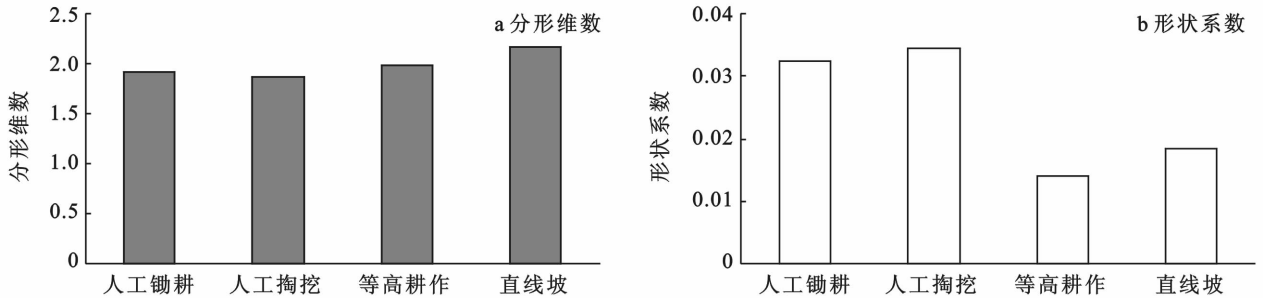 a 分形维数
分形维数
2.5
2.0
1.5
1.0
0.5
0
人工锄耕 人工掏挖 等高耕作 直线坡
b 形状系数
形状系数
0.04
0.03
0.02
0.01
0
人工锄耕 人工掏挖 等高耕作 直线坡